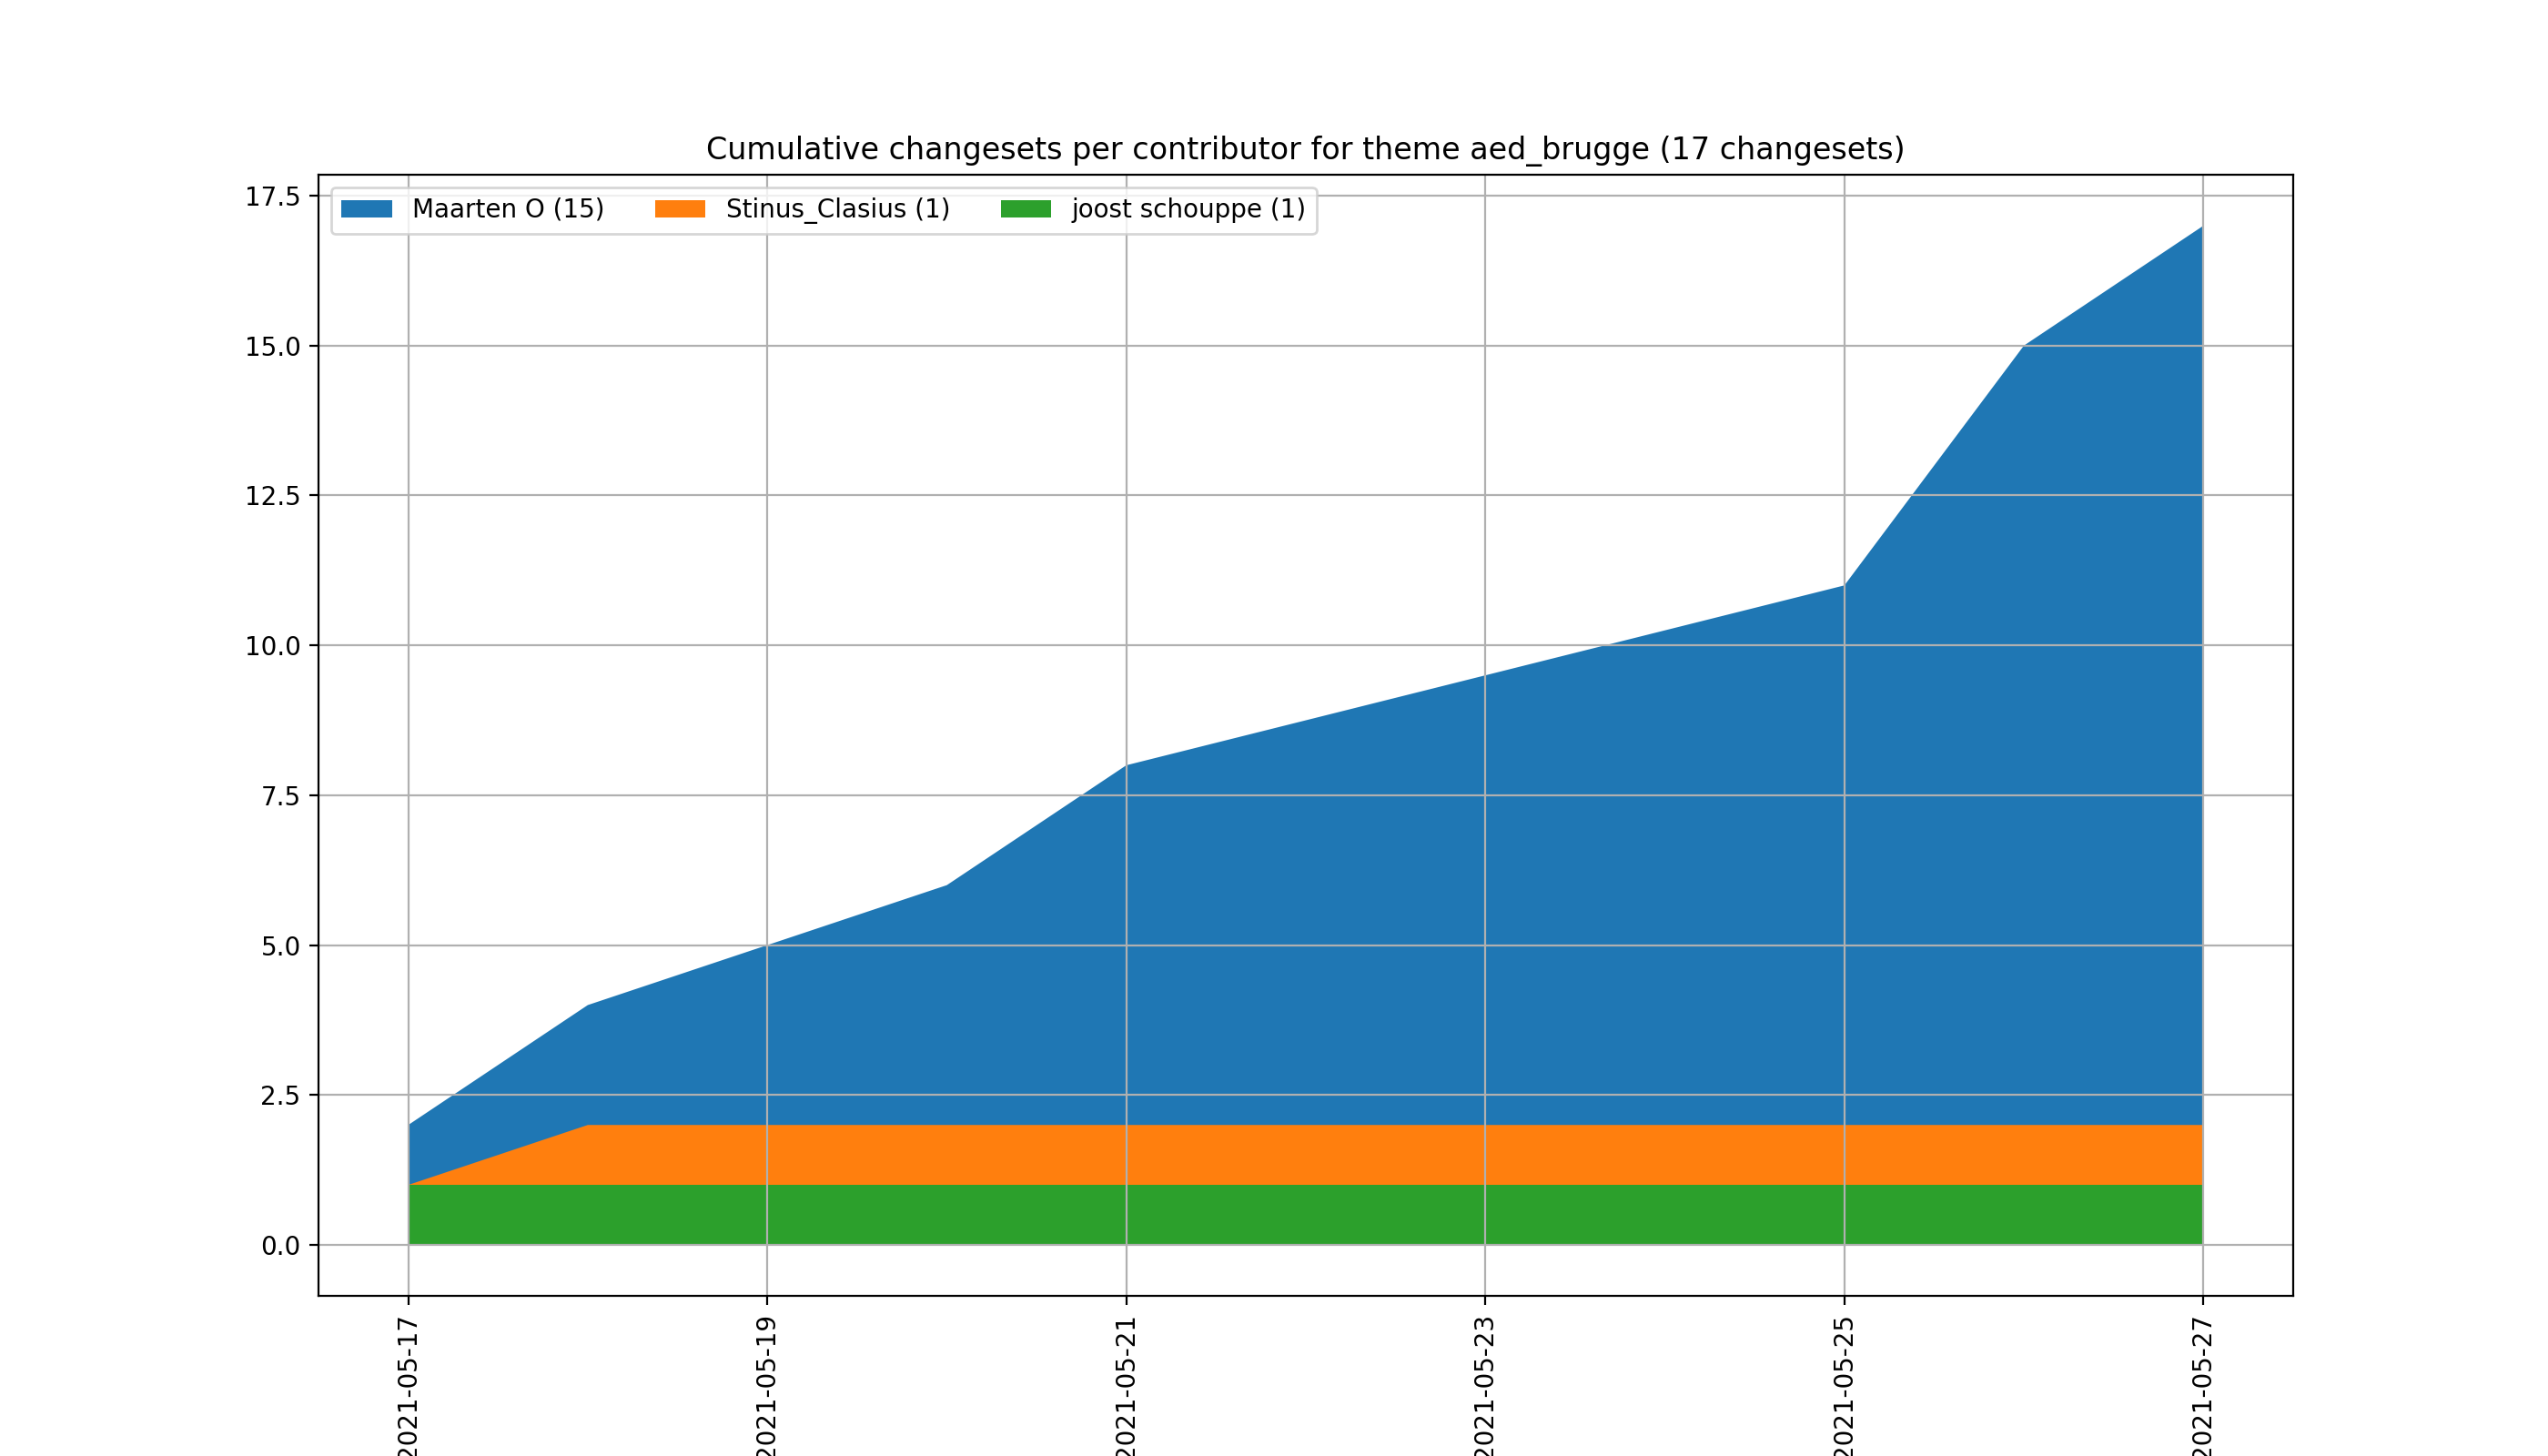 Cumulative changesets per contributor for theme aed_brugge (17 changesets)
Maarten O (15) Stinus_Clasius (1) joost schouppe (1)
17.5
15.0
12.5
10.0
7.5
5.0
2.5
0.0
2021-05-17 2021-05-19 2021-05-21 2021-05-23 2021-05-25 2021-05-27